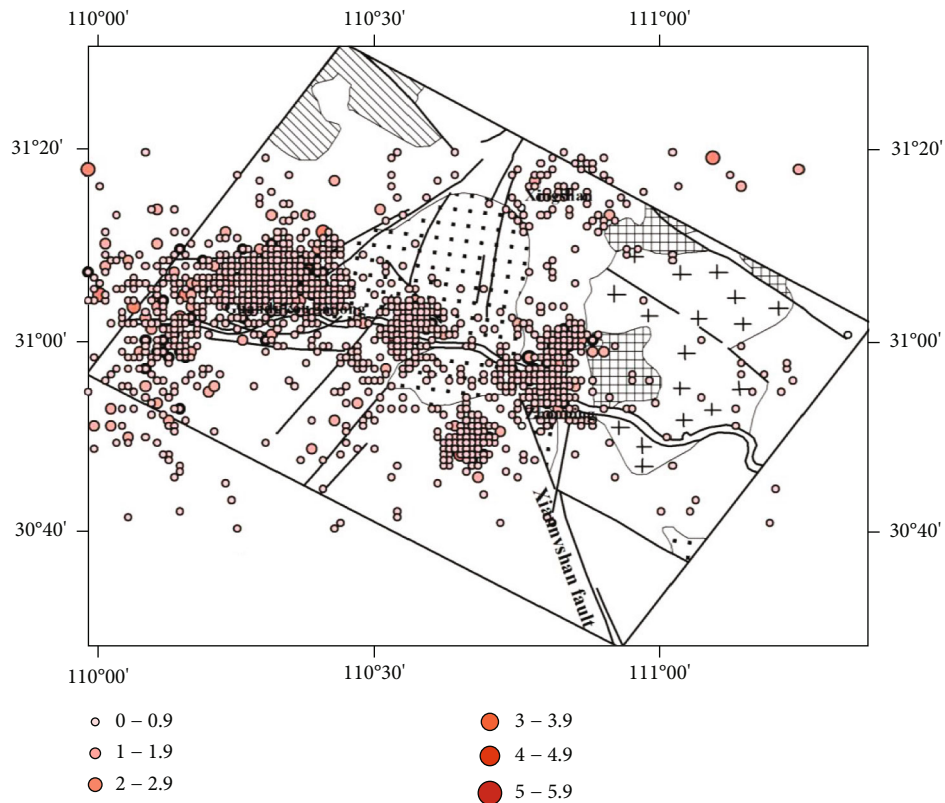 110°00' 110°30' 111°00'
31°20' 31°20'
Xingshan
31°00' 31°00'
30°40' 30°40'
Xiannvshan fault
110°00' 110°30' 111°00'
0 – 0.9 3 – 3.9
1 – 1.9 4 – 4.9
2 – 2.9 5 – 5.9